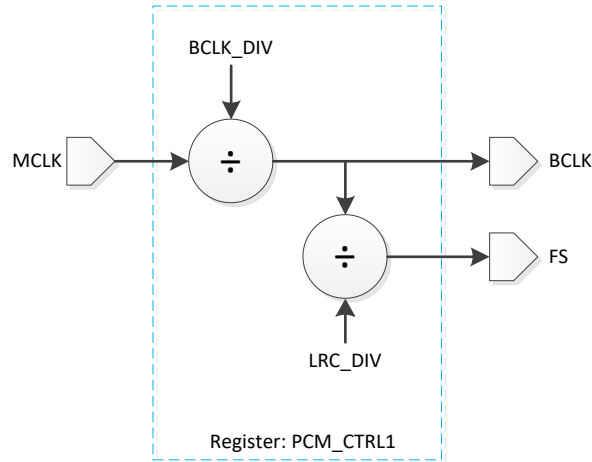 BCLK_DIV
MCLK
÷
BCLK
÷
FS
LRC_DIV
Register: PCM_CTRL1